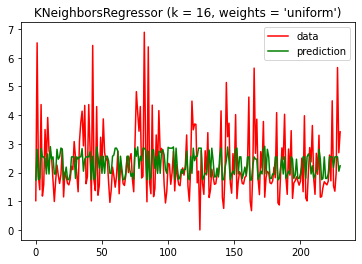 KNeighborsRegressor (k = 16, weights = 'uniform')
7
6
5
4
3
2
1
0
data
prediction
0 50 100 150 200